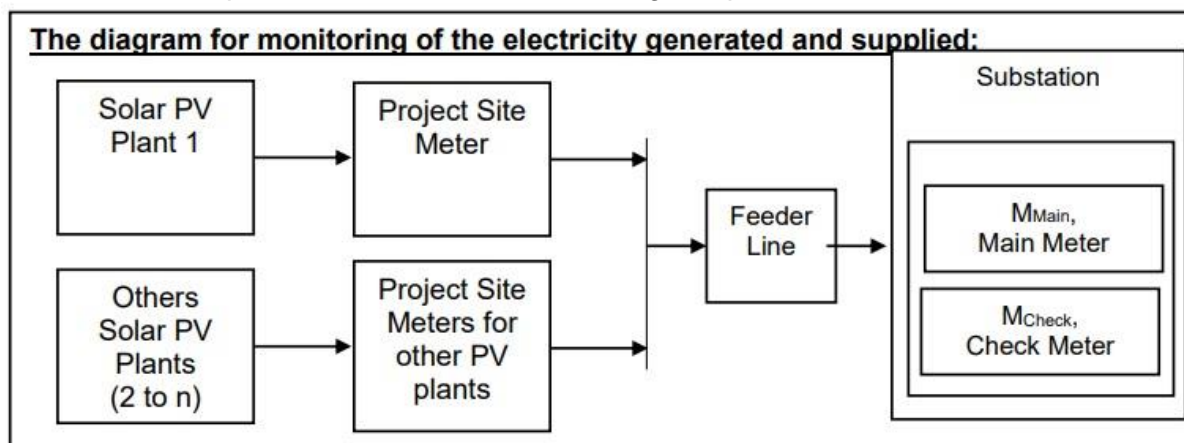 The diagram for monitoring of the electricity generated and supplied:
Solar PV
Plant 1
Project Site
Meter
Others
Solar PV
Plants
(2 to n)
Project Site
Meters for
other PV
plants
Feeder
Line
Substation
MMain,
Main Meter
MCheck,
Check Meter